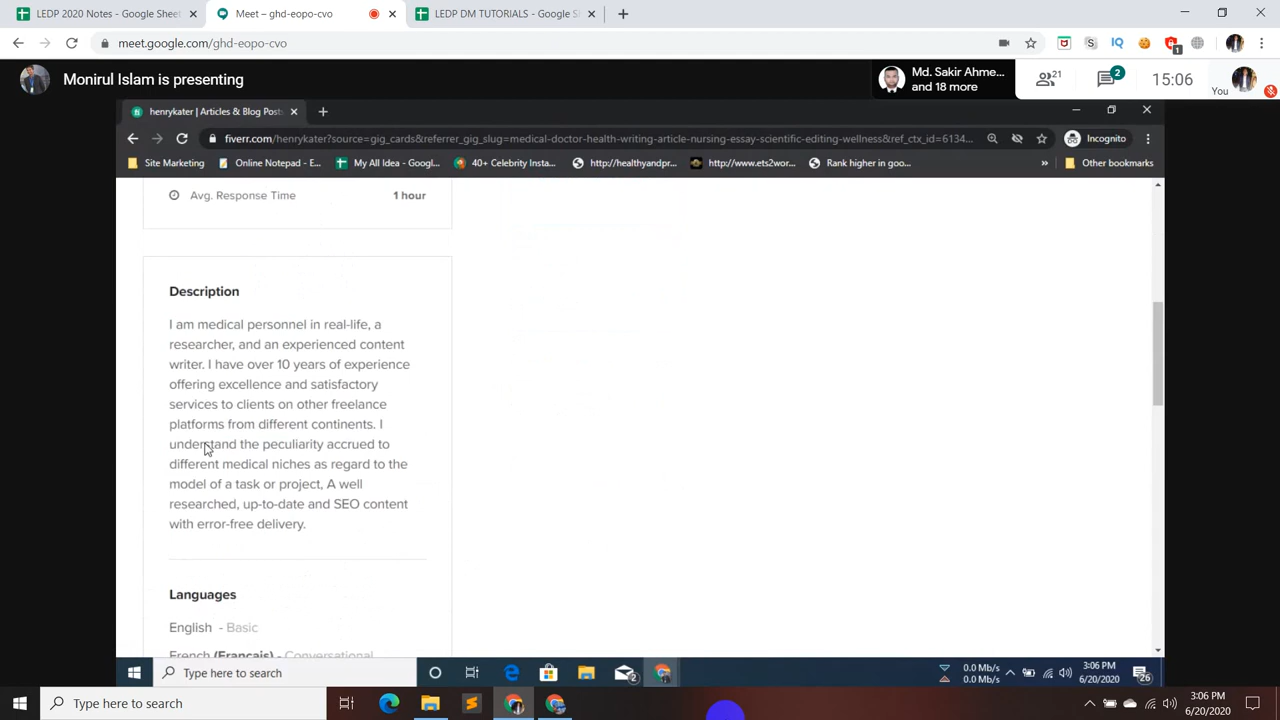 LEDP 2020 Notes - Google Sheet
Meet – ghd-eopo-cvo
LEDP DM TUTORIALS - Google S
meet.google.com/ghd-eopo-cvo
1
Monirul Islam is presenting
Md. Sakir Ahme...
and 18 more
21
2
15:06
You
henrykater | Articles & Blog Posts
fiverr.com/henrykater?source=gig_cards&referrer_gig_slug=medical-doctor-health-writing-article-nursing-essay-scientific-editing-wellness&ref_ctx_id=6134...
Incognito
Site Marketing
Online Notepad - E...
My All Idea - Googl...
40+ Celebrity Insta...
http://healthyandpr...
http://www.ets2wor...
Rank higher in goo...
»
Other bookmarks
Avg. Response Time
1 hour
Description
I am medical personnel in real-life, a
researcher, and an experienced content
writer. I have over 10 years of experience
offering excellence and satisfactory
services to clients on other freelance
platforms from different continents. I
understand the peculiarity accrued to
different medical niches as regard to the
model of a task or project, A well
researched, up-to-date and SEO content
with error-free delivery.
Languages
English - Basic
French (Français) - Conversational
Type here to search
2
0.0 Mb/s
0.0 Mb/s
3:06 PM
6/20/2020
26
Type here to search
3:06 PM
6/20/2020